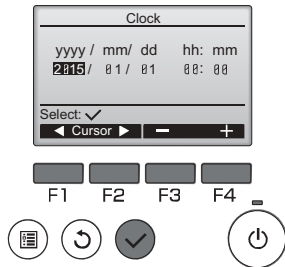 Clock
yyyy / mm/ dd hh: mm
2015 / 01 / 01 00: 00
Select: ✓
◀ Cursor ▶ − +
F1 F2 F3 F4